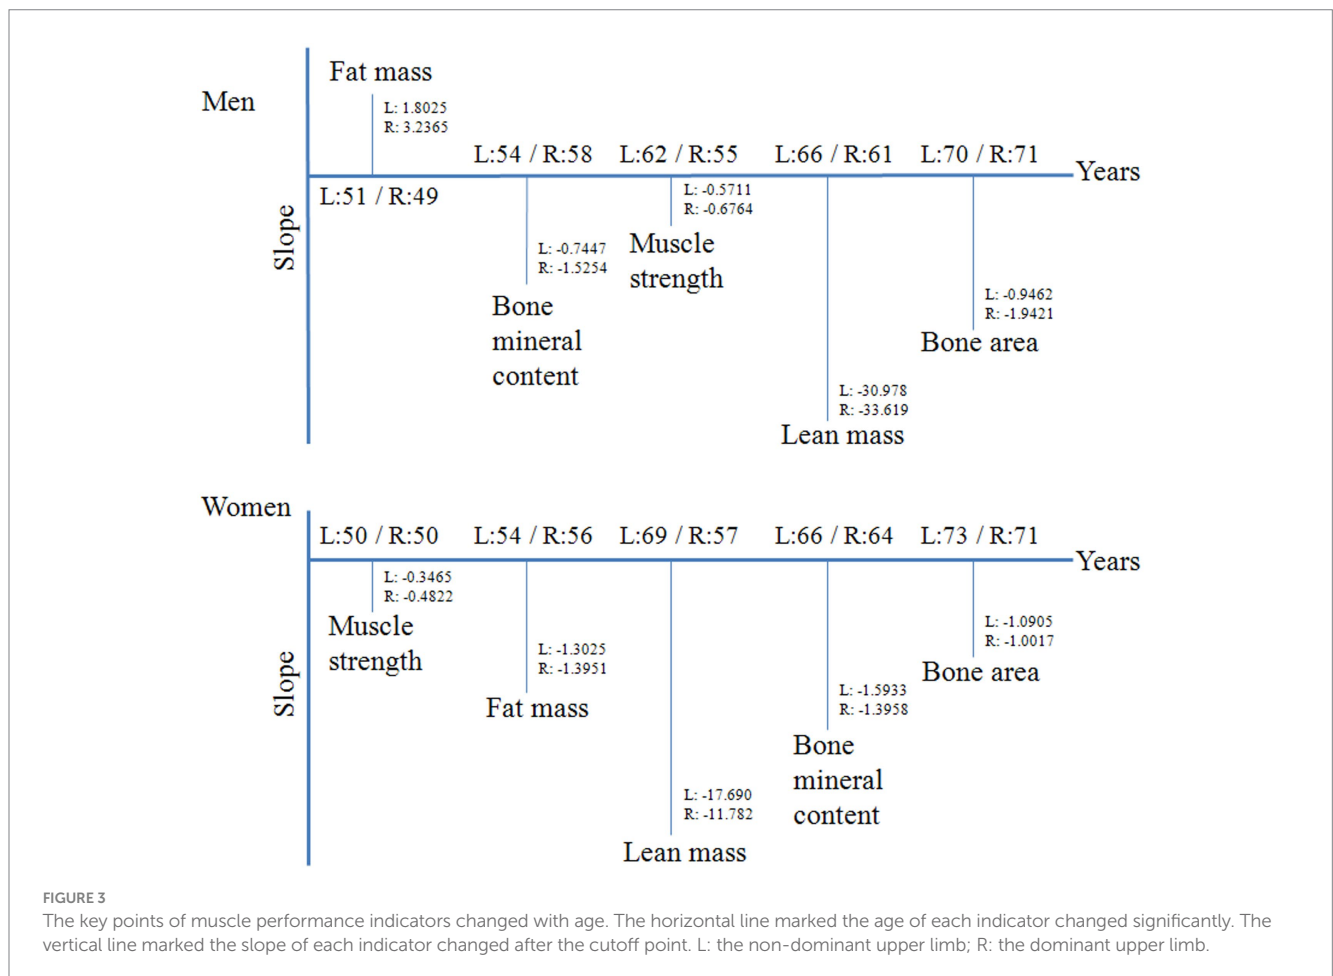 Men
Fat mass
L: 1.8025
R: 3.2365
L:54 / R:58
L:62 / R:55
L:66 / R:61
L:70 / R:71
Years
L:51 / R:49
Slope
L: -0.7447
R: -1.5254
Bone
mineral
content
L: -0.5711
R: -0.6764
Muscle
strength
L: -30.978
R: -33.619
Lean mass
L: -0.9462
R: -1.9421
Bone area
Women
L:50 / R:50
L:54 / R:56
L:69 / R:57
L:66 / R:64
L:73 / R:71
Years
Slope
L: -0.3465
R: -0.4822
Muscle
strength
L: -1.3025
R: -1.3951
Fat mass
L: -17.690
R: -11.782
Lean mass
L: -1.5933
R: -1.3958
Bone
mineral
content
L: -1.0905
R: -1.0017
Bone area
FIGURE 3
The key points of muscle performance indicators changed with age. The horizontal line marked the age of each indicator changed significantly. The
vertical line marked the slope of each indicator changed after the cutoff point. L: the non-dominant upper limb; R: the dominant upper limb.